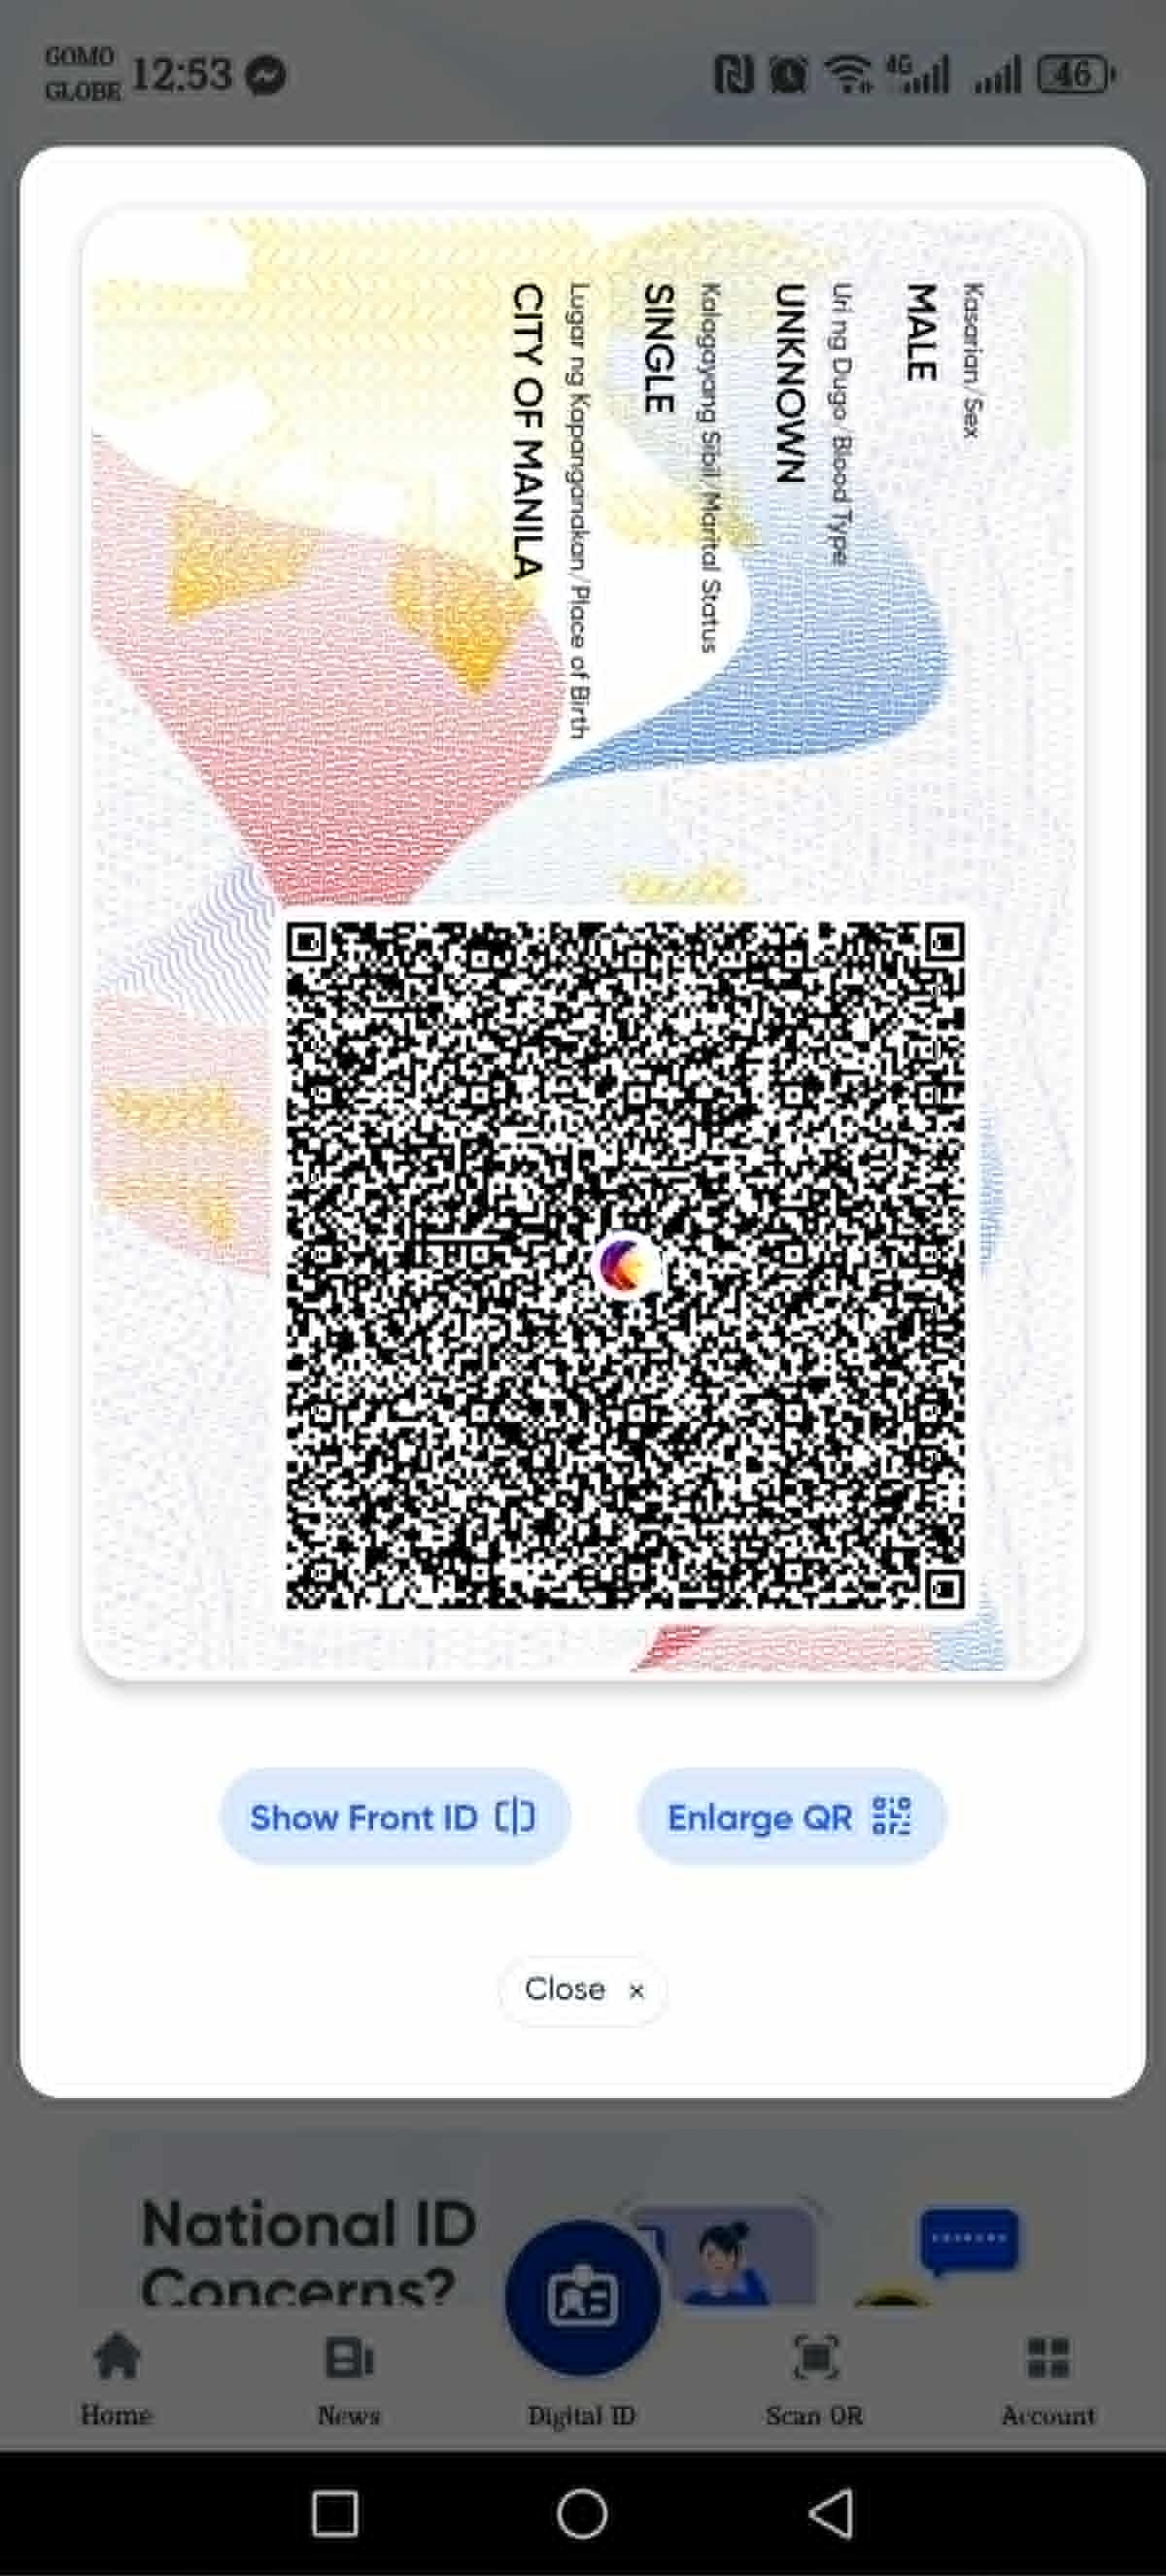 GOMO
GLOBE
12:53
4G
46
Kasarian/Sex
MALE
Uri ng Dugo/Blood Type
UNKNOWN
Kalagayang Sibil/Marital Status
SINGLE
Lugar ng Kapanganakan/Place of Birth
CITY OF MANILA
Show Front ID
Enlarge QR
Close ×
National ID
Concerns?
Home
News
Digital ID
Scan QR
Account